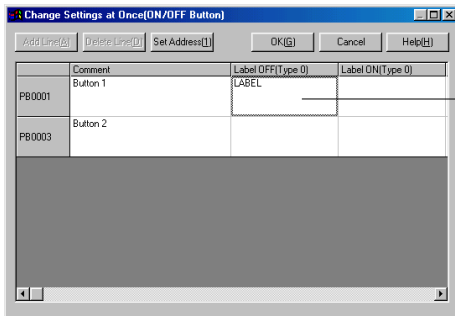 Change Settings at Once(ON/OFF Button)
Add Line(A) Delete Line(D) Set Address(1) OK(G) Cancel Help(H)
Comment Label OFF(Type 0) Label ON(Type 0)
PB0001 Button 1 LABEL
PB0003 Button 2